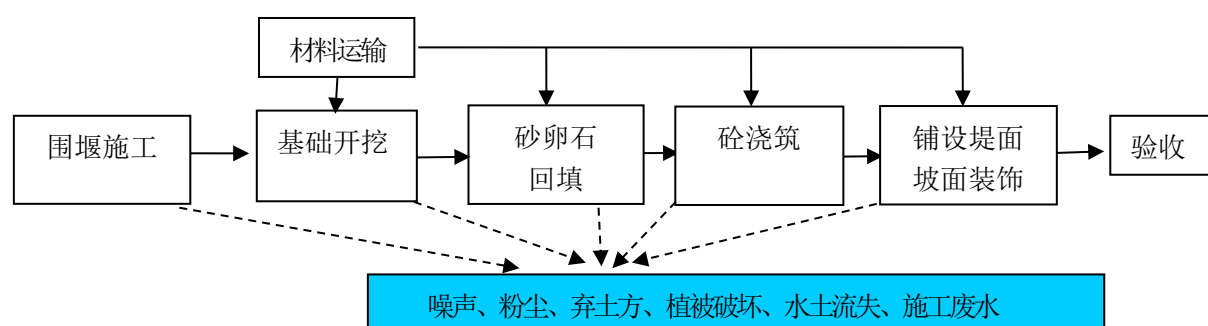 材料运输
围堰施工
基础开挖
砂卵石
回填
砼浇筑
铺设堤面
坡面装饰
验收
噪声、粉尘、弃土方、植被破坏、水土流失、施工废水